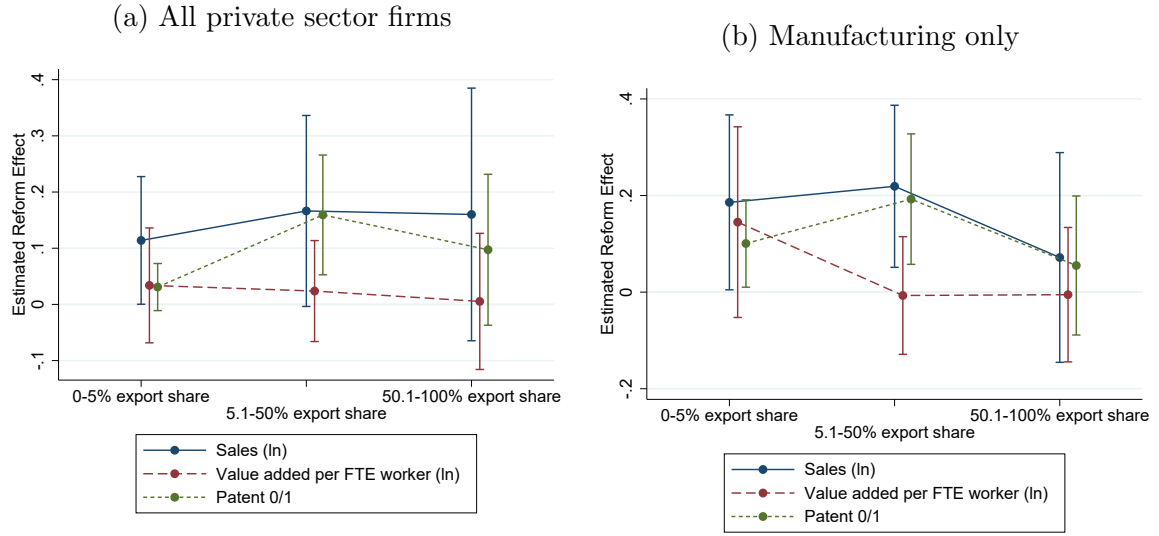 (a) All private sector firms
Estimated Reform Effect
.4
.3
.2
.1
0
-.1
0-5% export share
5.1-50% export share
50.1-100% export share
Sales (ln)
Value added per FTE worker (ln)
Patent 0/1
(b) Manufacturing only
Estimated Reform Effect
.4
.2
0
-.2
0-5% export share
5.1-50% export share
50.1-100% export share
Sales (ln)
Value added per FTE worker (ln)
Patent 0/1